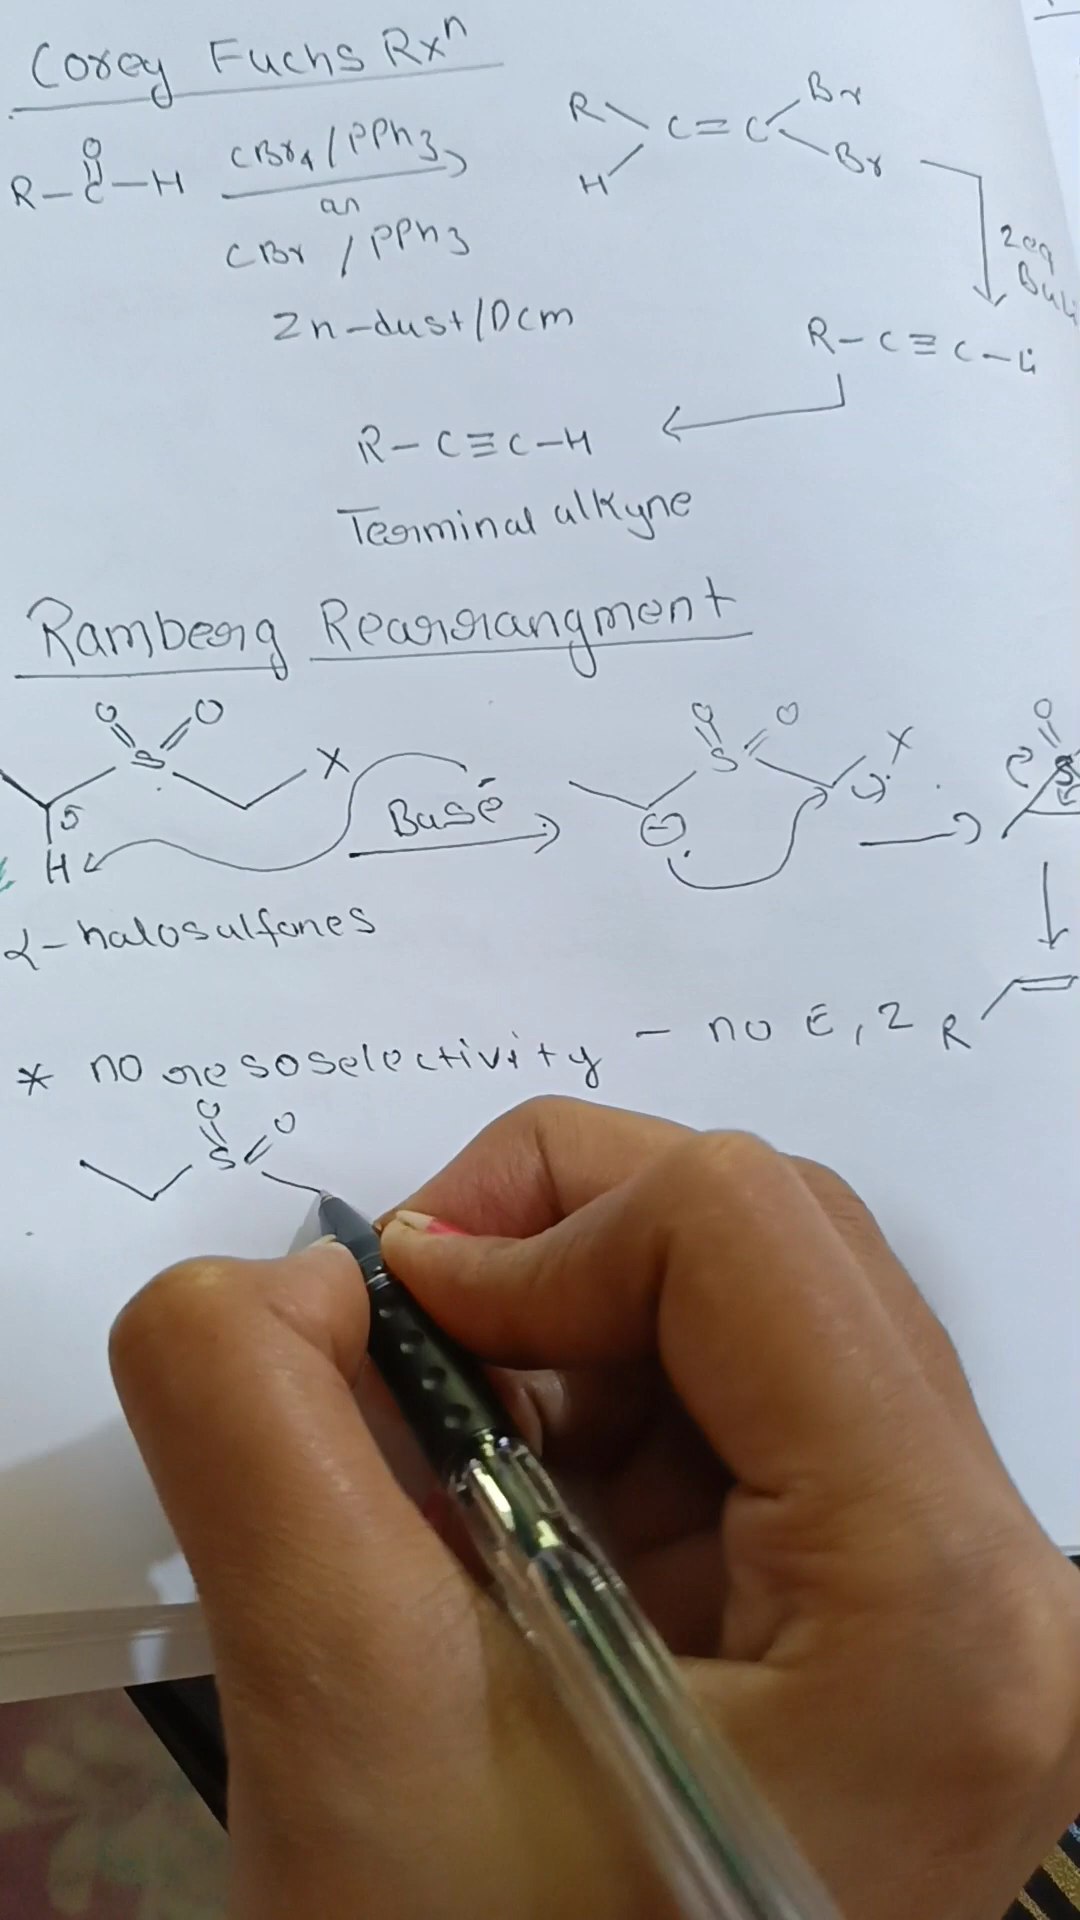 Corey Fuchs Rxⁿ
R-C-H
O
CBr4/PPh3
or
CBr /PPh3
Zn-dust/DCM
R
H
C=C
Br
Br
2eq
BuLi
R-C≡C-Li
R-C≡C-H
Terminal alkyne
Ramberg Rearrangment
O O
S
X
H
Base
O O
S
X
⊖
O
S
α-halosulfones
R
* no resoselectivity - no E, Z
O O
S